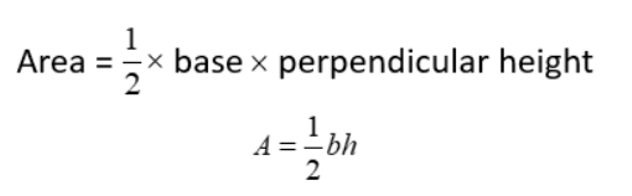 Area = 1/2 × base × perpendicular height
A = 1/2 bh